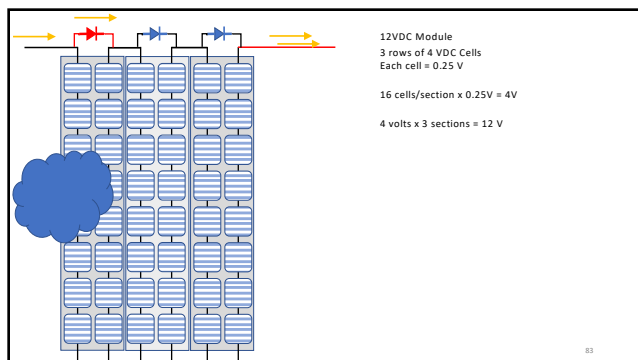 12VDC Module
3 rows of 4 VDC Cells
Each cell = 0.25 V
16 cells/section x 0.25V = 4V
4 volts x 3 sections = 12 V
83